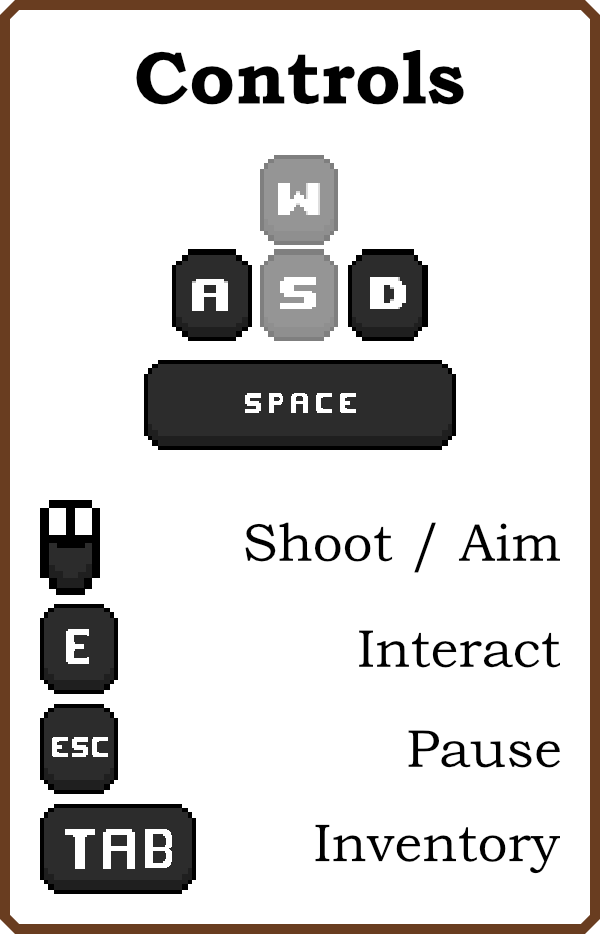 Controls
W
A S D
SPACE
Shoot / Aim
E Interact
ESC Pause
TAB Inventory